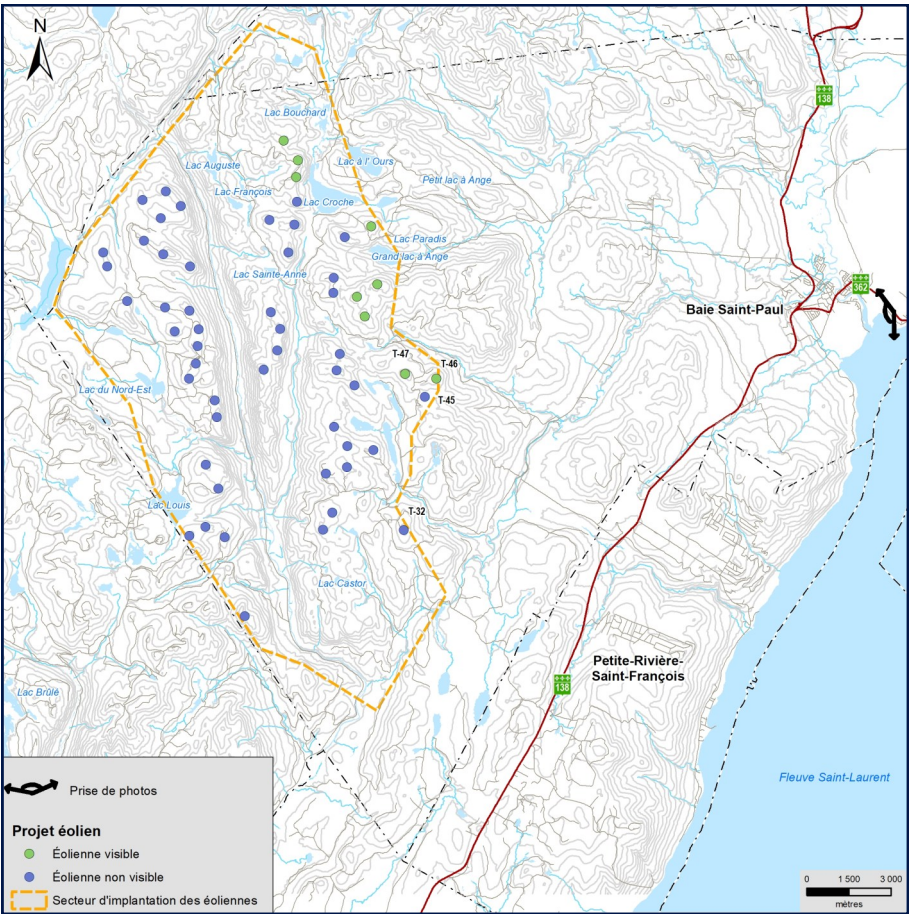 N
138
Lac Bouchard
Lac Auguste
Lac à l' Ours
Lac François
Petit lac à Ange
Lac Croche
Lac Paradis
Grand lac à Ange
Lac Sainte-Anne
362
Baie Saint-Paul
T-47
T-46
Lac du Nord-Est
T-45
Lac Louis
T-32
Lac Castor
Petite-Rivière-
Saint-François
138
Lac Brûlé
Fleuve Saint-Laurent
Prise de photos
Projet éolien
Éolienne visible
Éolienne non visible
Secteur d'implantation des éoliennes
0 1 500 3 000
mètres